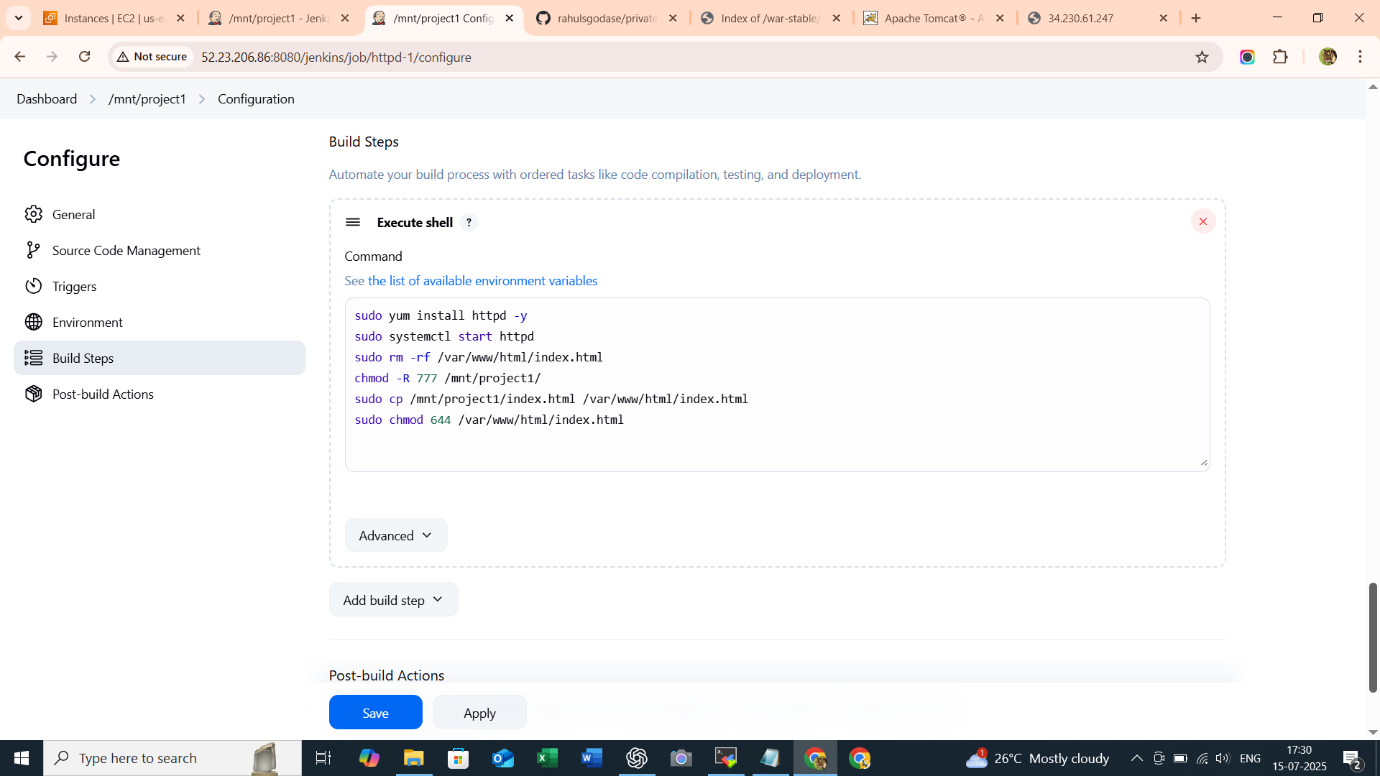 Instances | EC2 | us-e
/mnt/project1 - Jenki
/mnt/project1 Config
rahulsgodase/private
Index of /war-stable/
Apache Tomcat® - A
34.230.61.247
Not secure
52.23.206.86:8080/jenkins/job/httpd-1/configure
Dashboard
/mnt/project1
Configuration
Configure
General
Source Code Management
Triggers
Environment
Build Steps
Post-build Actions
Build Steps
Automate your build process with ordered tasks like code compilation, testing, and deployment.
Execute shell ?
Command
See the list of available environment variables
sudo yum install httpd -y
sudo systemctl start httpd
sudo rm -rf /var/www/html/index.html
chmod -R 777 /mnt/project1/
sudo cp /mnt/project1/index.html /var/www/html/index.html
sudo chmod 644 /var/www/html/index.html
Advanced
Add build step
Post-build Actions
Save
Apply
Type here to search
1
26°C Mostly cloudy
ENG
17:30
15-07-2025
2